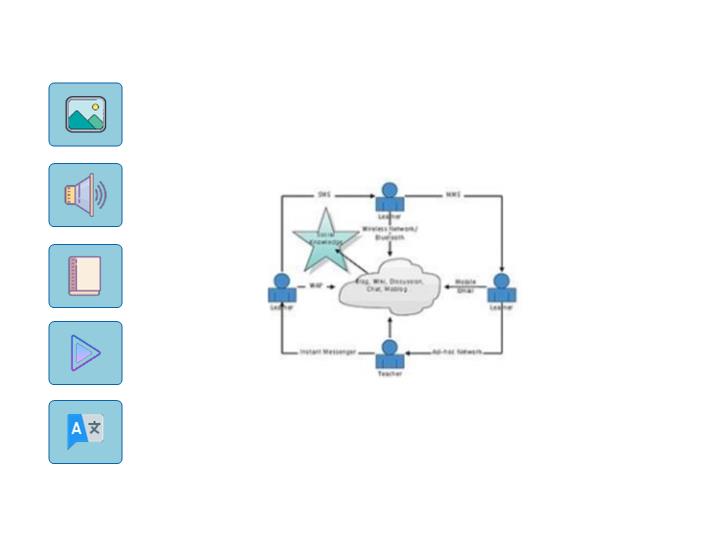 SMS
MMS
Learner
Wireless Network/
Bluetooth
Social
Knowledge
Blog, Wiki, Discussion,
Chat, Moblog
WAP
Mobile
Email
Learner
Learner
Instant Messenger
Ad-hoc Network
Teacher
A 文